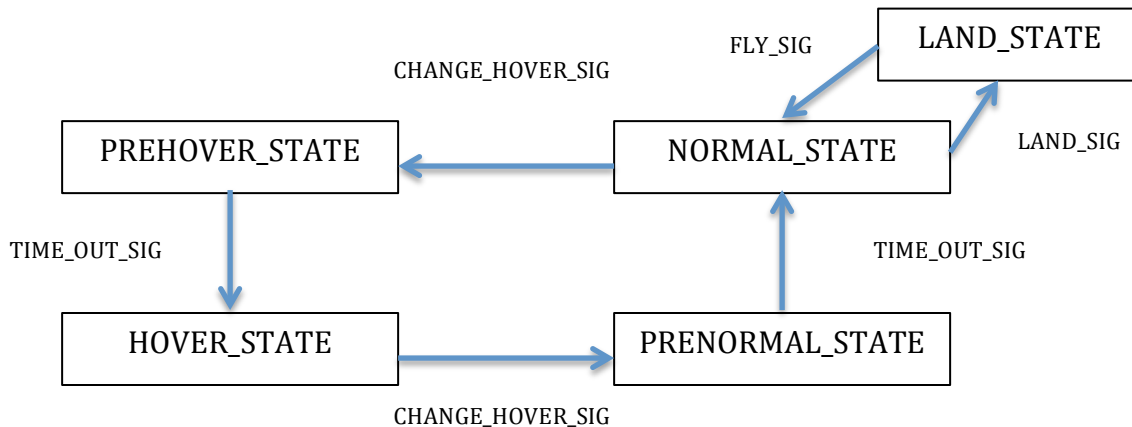 LAND_STATE
FLY_SIG
CHANGE_HOVER_SIG
PREHOVER_STATE
NORMAL_STATE
LAND_SIG
TIME_OUT_SIG
TIME_OUT_SIG
HOVER_STATE
PRENORMAL_STATE
CHANGE_HOVER_SIG